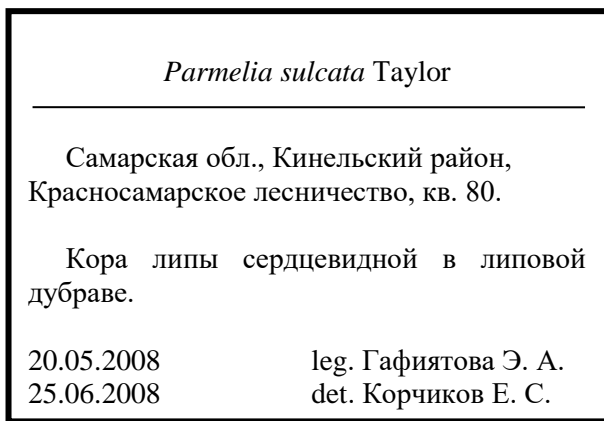 Parmelia sulcata Taylor
Самарская обл., Кинельский район,
Красносамарское лесничество, кв. 80.
Кора липы сердцевидной в липовой
дубраве.
20.05.2008 leg. Гафиятова Э. А.
25.06.2008 det. Корчиков Е. С.